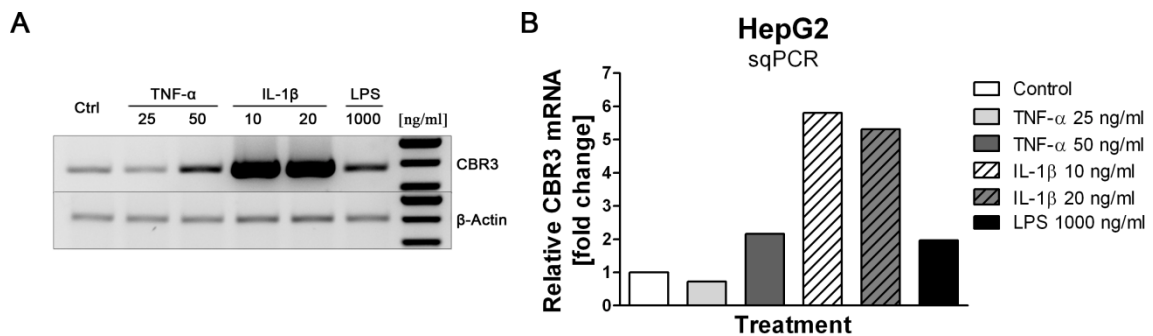 A
TNF-α IL-1β LPS
Ctrl 25 50 10 20 1000 [ng/ml]
CBR3
β-Actin
B
HepG2
sqPCR
Relative CBR3 mRNA
[fold change]
7
6
5
4
3
2
1
0
Treatment
Control
TNF-α 25 ng/ml
TNF-α 50 ng/ml
IL-1β 10 ng/ml
IL-1β 20 ng/ml
LPS 1000 ng/ml